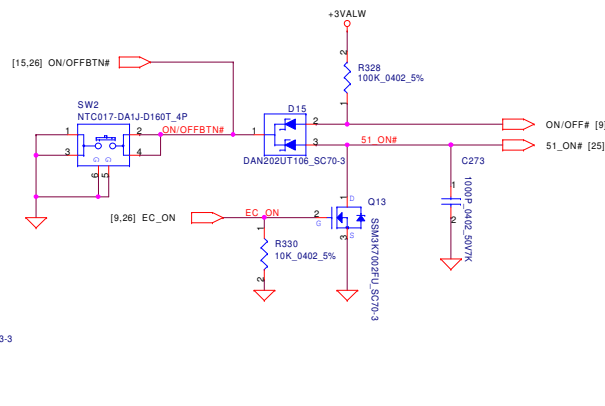 +3VALW
[15,26] ON/OFFBTN#
2
R328
100K_0402_5%
1
SW2
NTC017-DA1J-D160T_4P
D15
1
2
ON/OFFBTN#
1
2
ON/OFF# [9]
3
4
3
51_ON#
51_ON# [25]
DAN202UT106_SC70-3
C273
6
5
1
1000P_0402_50V7K
2
D
1
Q13
[9,26] EC_ON
EC_ON
2
G
S
3
SSM3K7002FU_SC70-3
1
R330
10K_0402_5%
2
3-3